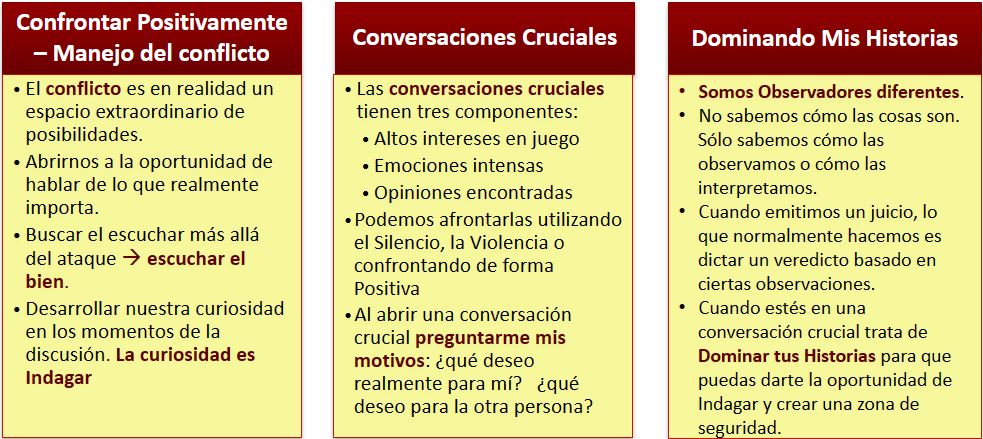 Confrontar Positivamente
– Manejo del conflicto
• El conflicto es en realidad un
espacio extraordinario de
posibilidades.
• Abrirnos a la oportunidad de
hablar de lo que realmente
importa.
• Buscar el escuchar más allá
del ataque → escuchar el
bien.
• Desarrollar nuestra curiosidad
en los momentos de la
discusión. La curiosidad es
Indagar
Conversaciones Cruciales
• Las conversaciones cruciales
tienen tres componentes:
• Altos intereses en juego
• Emociones intensas
• Opiniones encontradas
• Podemos afrontarlas utilizando
el Silencio, la Violencia o
confrontando de forma
Positiva
• Al abrir una conversación
crucial preguntarme mis
motivos: ¿qué deseo
realmente para mí? ¿qué
deseo para la otra persona?
Dominando Mis Historias
• Somos Observadores diferentes.
• No sabemos cómo las cosas son.
Sólo sabemos cómo las
observamos o cómo las
interpretamos.
• Cuando emitimos un juicio, lo
que normalmente hacemos es
dictar un veredicto basado en
ciertas observaciones.
• Cuando estés en una
conversación crucial trata de
Dominar tus Historias para que
puedas darte la oportunidad de
Indagar y crear una zona de
seguridad.